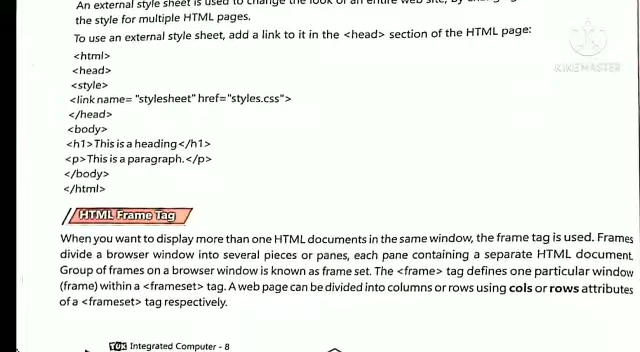 An external style sheet is used to change the look of an entire web site, by
the style for multiple HTML pages.
To use an external style sheet, add a link to it in the <head> section of the HTML page:
<html>
<head>
<style>
<link name= "stylesheet" href="styles.css">
</head>
<body>
<h1>This is a heading</h1>
<p>This is a paragraph.</p>
</body>
</html>
KINEMASTER
HTML Frame Tag
When you want to display more than one HTML documents in the same window, the frame tag is used. Frames
divide a browser window into several pieces or panes, each pane containing a separate HTML document.
Group of frames on a browser window is known as frame set. The <frame> tag defines one particular window
(frame) within a <frameset> tag. A web page can be divided into columns or rows using cols or rows attributes
of a <frameset> tag respectively.
Integrated Computer - 8